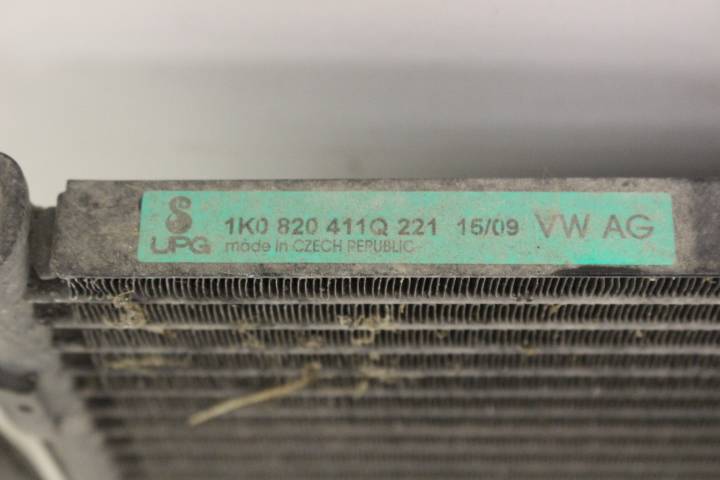 1K0 820 411Q 221 15/09 VW AG
UPG made in CZECH REPUBLIC